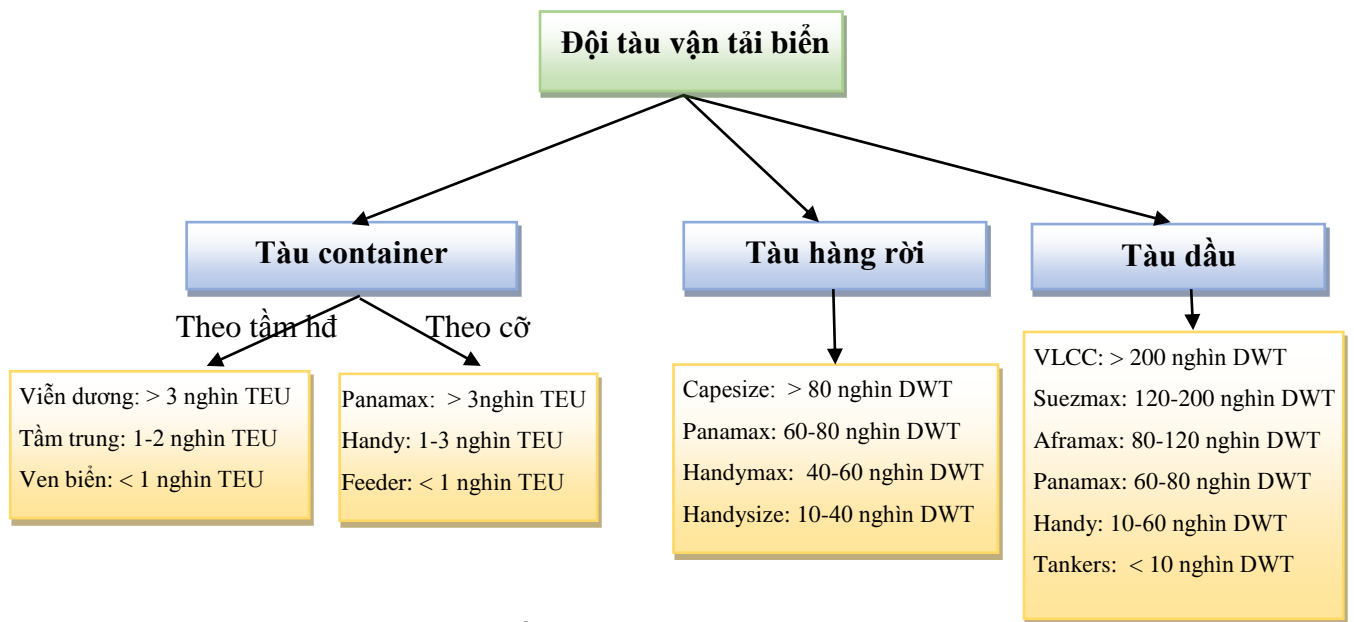 Đội tàu vận tải biển
Tàu container
Tàu hàng rời
Tàu dầu
Theo tầm hđ
Theo cỡ
Viễn dương: > 3 nghìn TEU
Tầm trung: 1-2 nghìn TEU
Ven biển: < 1 nghìn TEU
Panamax: > 3nghìn TEU
Handy: 1-3 nghìn TEU
Feeder: < 1 nghìn TEU
Capesize: > 80 nghìn DWT
Panamax: 60-80 nghìn DWT
Handymax: 40-60 nghìn DWT
Handysize: 10-40 nghìn DWT
VLCC: > 200 nghìn DWT
Suezmax: 120-200 nghìn DWT
Aframax: 80-120 nghìn DWT
Panamax: 60-80 nghìn DWT
Handy: 10-60 nghìn DWT
Tankers: < 10 nghìn DWT